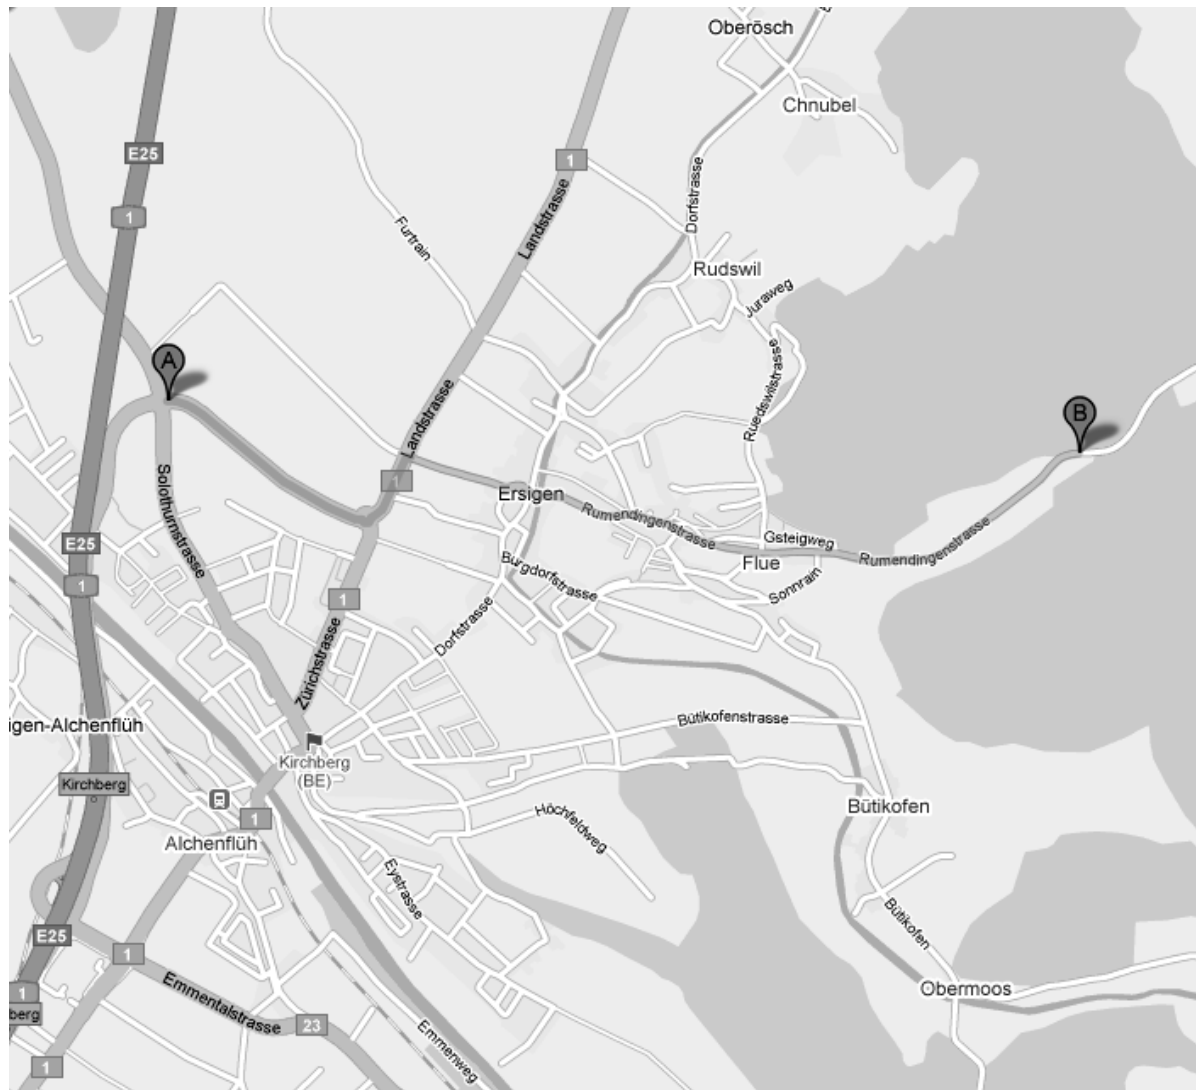 Oberösch
Chnubel
E25
1
1
Dorfstrasse
Landstrasse
Furtrain
Rudswil
Juraweg
A
Landstrasse
Ruedswilstrasse
B
1
Solothurnstrasse
Ersigen
Rumendingenstrasse
Gsteigweg
Rumendingenstrasse
E25
Flue
1
Burgdorfstrasse
Sonnrain
1
Dorfstrasse
Zürichstrasse
igen-Alchenflüh
Bütikofenstrasse
Kirchberg
(BE)
Kirchberg
Bütikofen
1
Höchfeldweg
Alchenflüh
Eystrasse
Bütikofen
E25
1
Obermoos
Emmentalstrasse
1
berg
23
Emmenweg
1